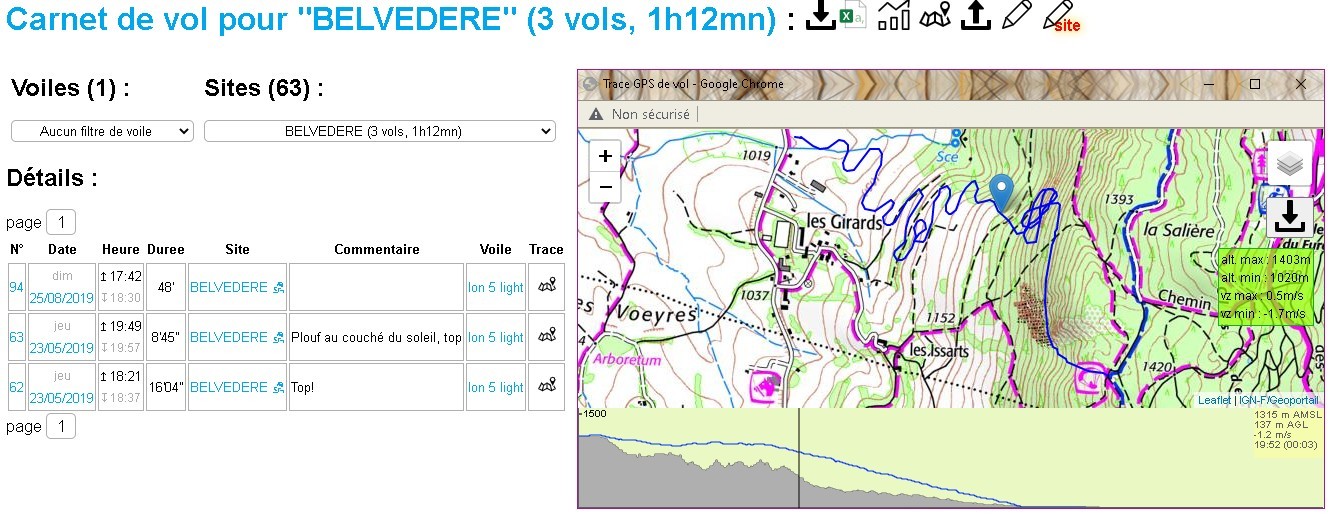 Carnet de vol pour "BELVEDERE" (3 vols, 1h12mn) :
X a,
site
Voiles (1) :
Sites (63) :
Aucun filtre de voile
BELVEDERE (3 vols, 1h12mn)
Détails :
page 1
N° Date Heure Duree Site Commentaire Voile Trace
94 dim 25/08/2019 17:42 18:30 48' BELVEDERE Ion 5 light
63 jeu 23/05/2019 19:49 19:57 8'45" BELVEDERE Plouf au couché du soleil, top Ion 5 light
62 jeu 23/05/2019 18:21 18:37 16'04" BELVEDERE Top! Ion 5 light
page 1
Trace GPS de vol - Google Chrome
Non sécurisé
+
−
1019
Sce
1393
les Girards
la Salière
du Fur
alt. max : 1403m
alt. min : 1020m
vz max : 0.5m/s
vz min : -1.7m/s
1037
es
Voeyres
1152
Chemin
les Issarts
Arboretum
1420
des
Leaflet | IGN-F/Geoportail
1500
1315 m AMSL
137 m AGL
-1.2 m/s
19:52 (00:03)